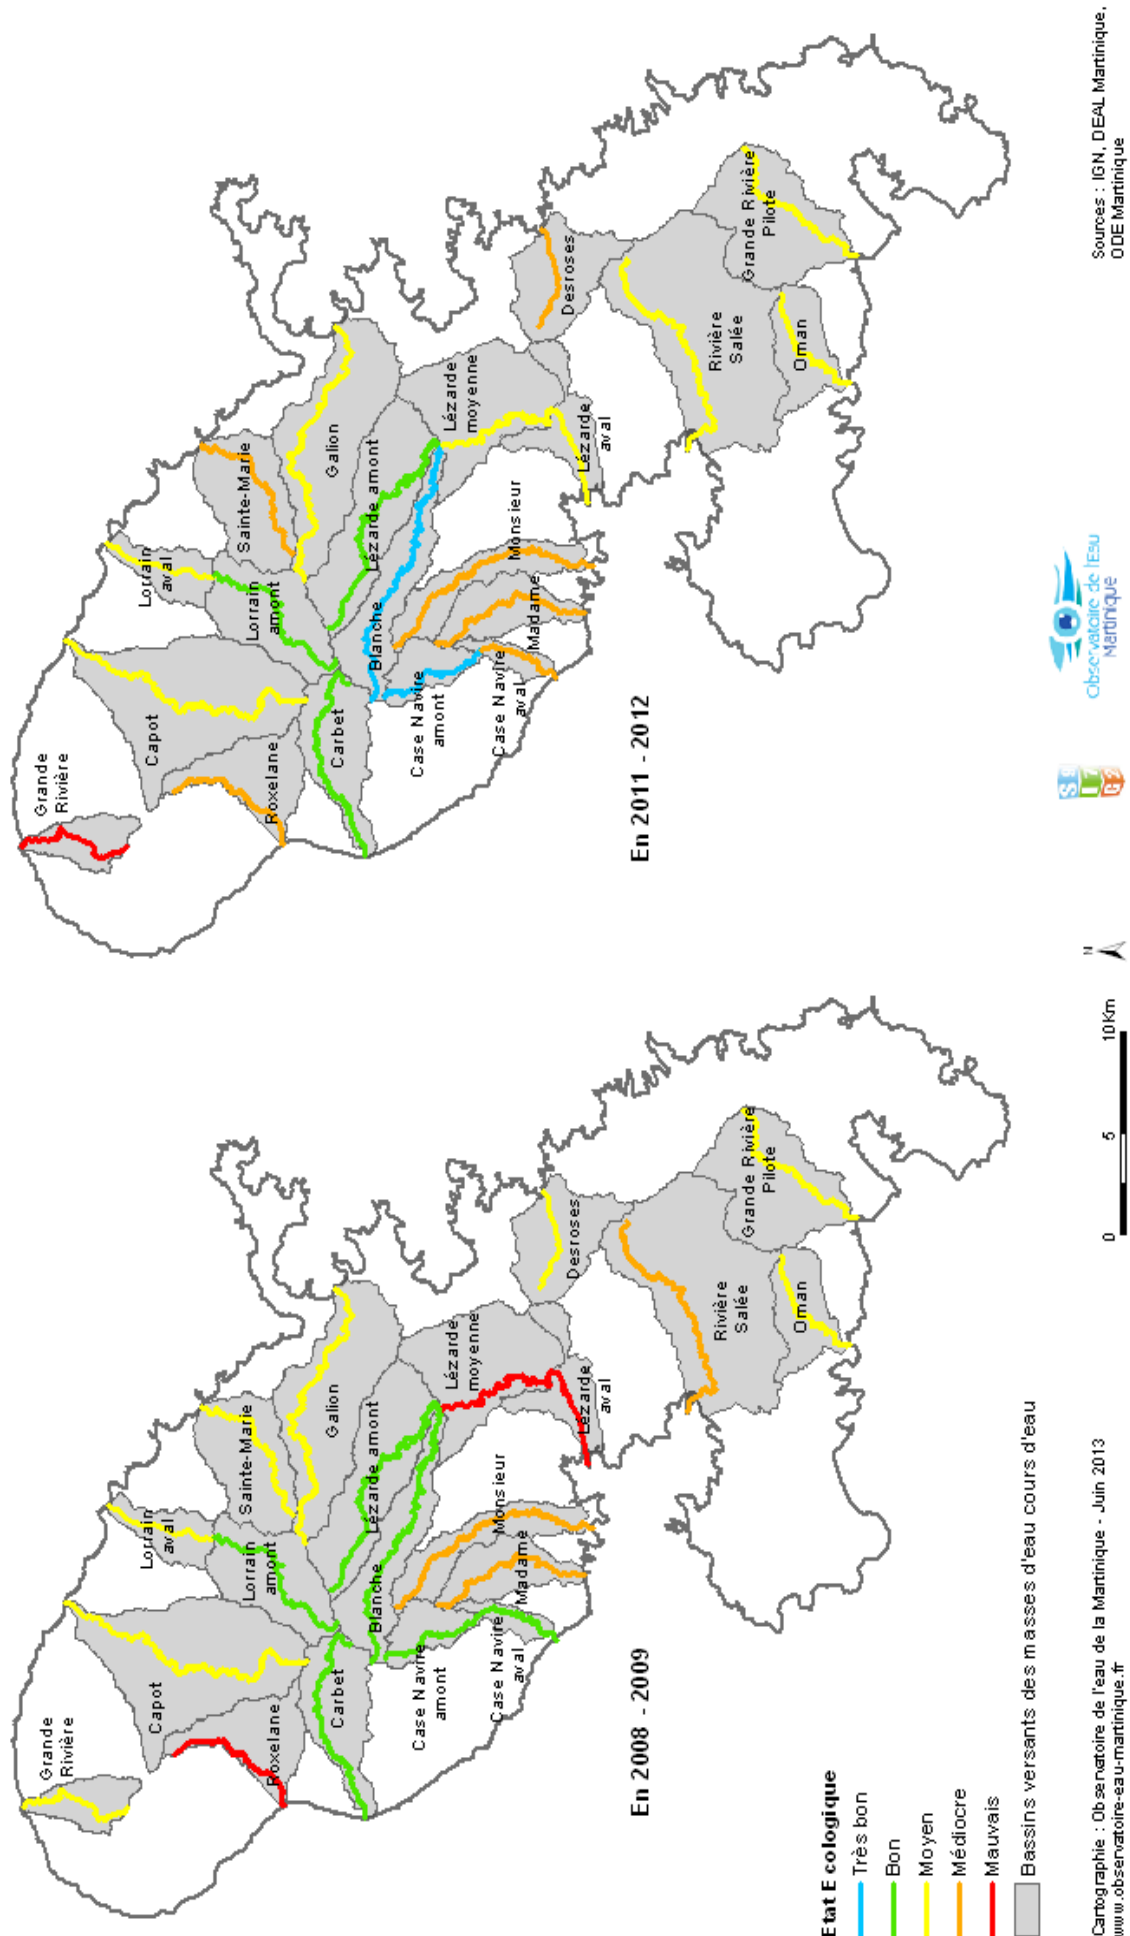 Grande
Rivière
Capot
Roxelane
Carbet
Lorrain
aval
Lorrain
amont
Sainte-Marie
Galion
Lézarde amont
Blanche
Lézarde
moyenne
Lézarde
aval
Monsieur
Madame
Case Navire
amont
Case Navire
aval
Desroses
Rivière
Salée
Grande Rivière
Pilote
Oman
En 2008 - 2009
Grande
Rivière
Capot
Roxelane
Carbet
Lorrain
aval
Lorrain
amont
Sainte-Marie
Galion
Lézarde amont
Blanche
Lézarde
moyenne
Lézarde
aval
Monsieur
Madame
Case Navire
amont
Case Navire
aval
Desroses
Rivière
Salée
Grande Rivière
Pilote
Oman
En 2011 - 2012
Etat Ecologique
Très bon
Bon
Moyen
Médiocre
Mauvais
Bassins versants des masses d'eau cours d'eau
0 5 10 Km
N
Cartographie : Observatoire de l'eau de la Martinique - Juin 2013
www.observatoire-eau-martinique.fr
Observatoire de l'Eau
Martinique
Sources : IGN, DEAL Martinique,
ODE Martinique